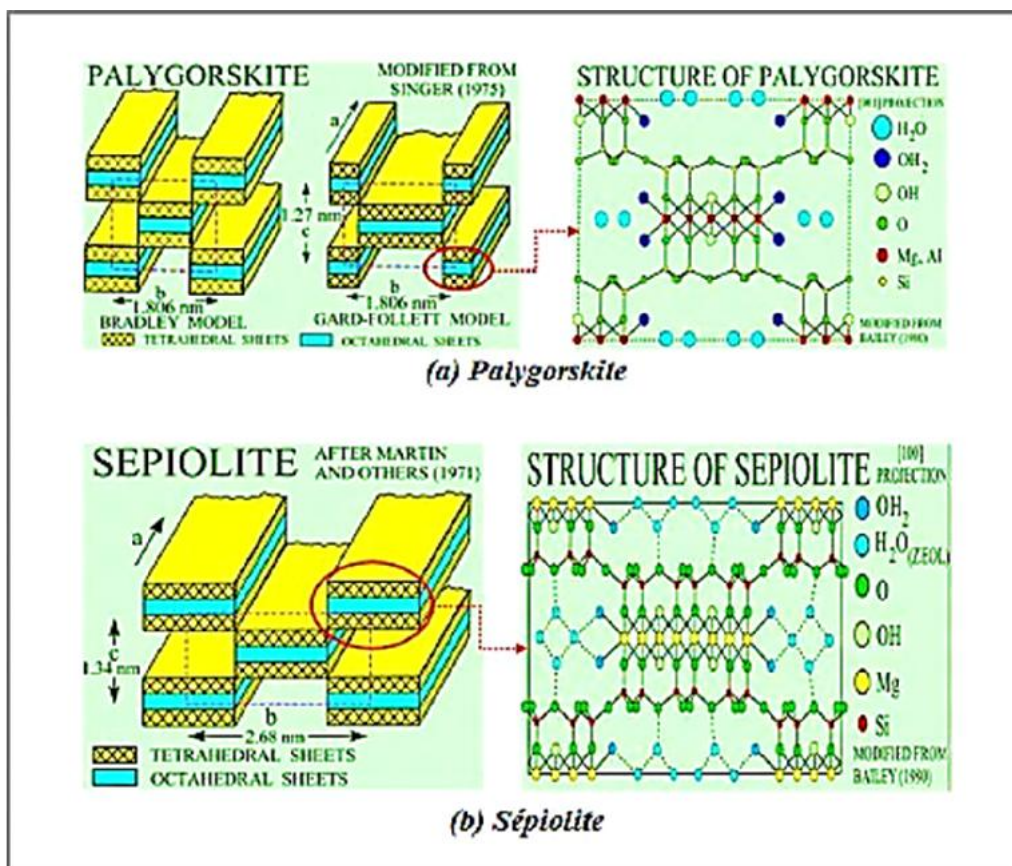 PALYGORSKITE
MODIFIED FROM
SINGER (1975)
a
1.27 nm
c
b
1.806 nm
BRADLEY MODEL
b
1.806 nm
GARD-FOLLETT MODEL
TETRAHEDRAL SHEETS
OCTAHEDRAL SHEETS
STRUCTURE OF PALYGORSKITE
PROJECTION
H₂O
OH₂
OH
O
Mg, Al
Si
MODIFIED FROM
BAILEY (1980)
(a) Palygorskite
SEPIOLITE
AFTER MARTIN
AND OTHERS (1971)
a
c
1.34 nm
b
2.68 nm
TETRAHEDRAL SHEETS
OCTAHEDRAL SHEETS
STRUCTURE OF SEPIOLITE
[100]
PROJECTION
OH₂
H₂O (ZEOL.)
O
OH
Mg
Si
MODIFIED FROM
BAILEY (1980)
(b) Sépiolite